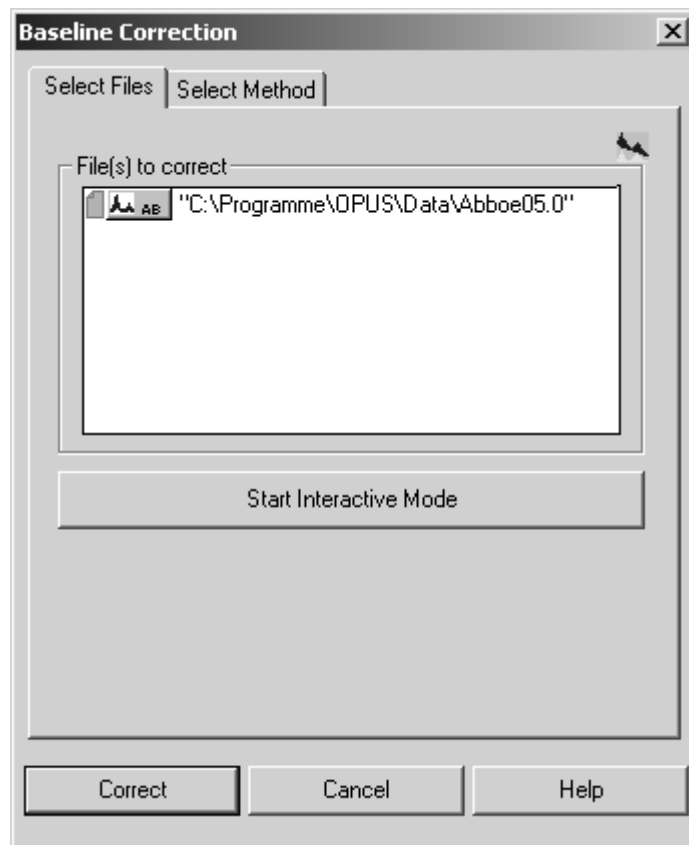 Baseline Correction
Select Files Select Method
File(s) to correct
AB "C:\Programme\OPUS\Data\Abboe05.0"
Start Interactive Mode
Correct Cancel Help